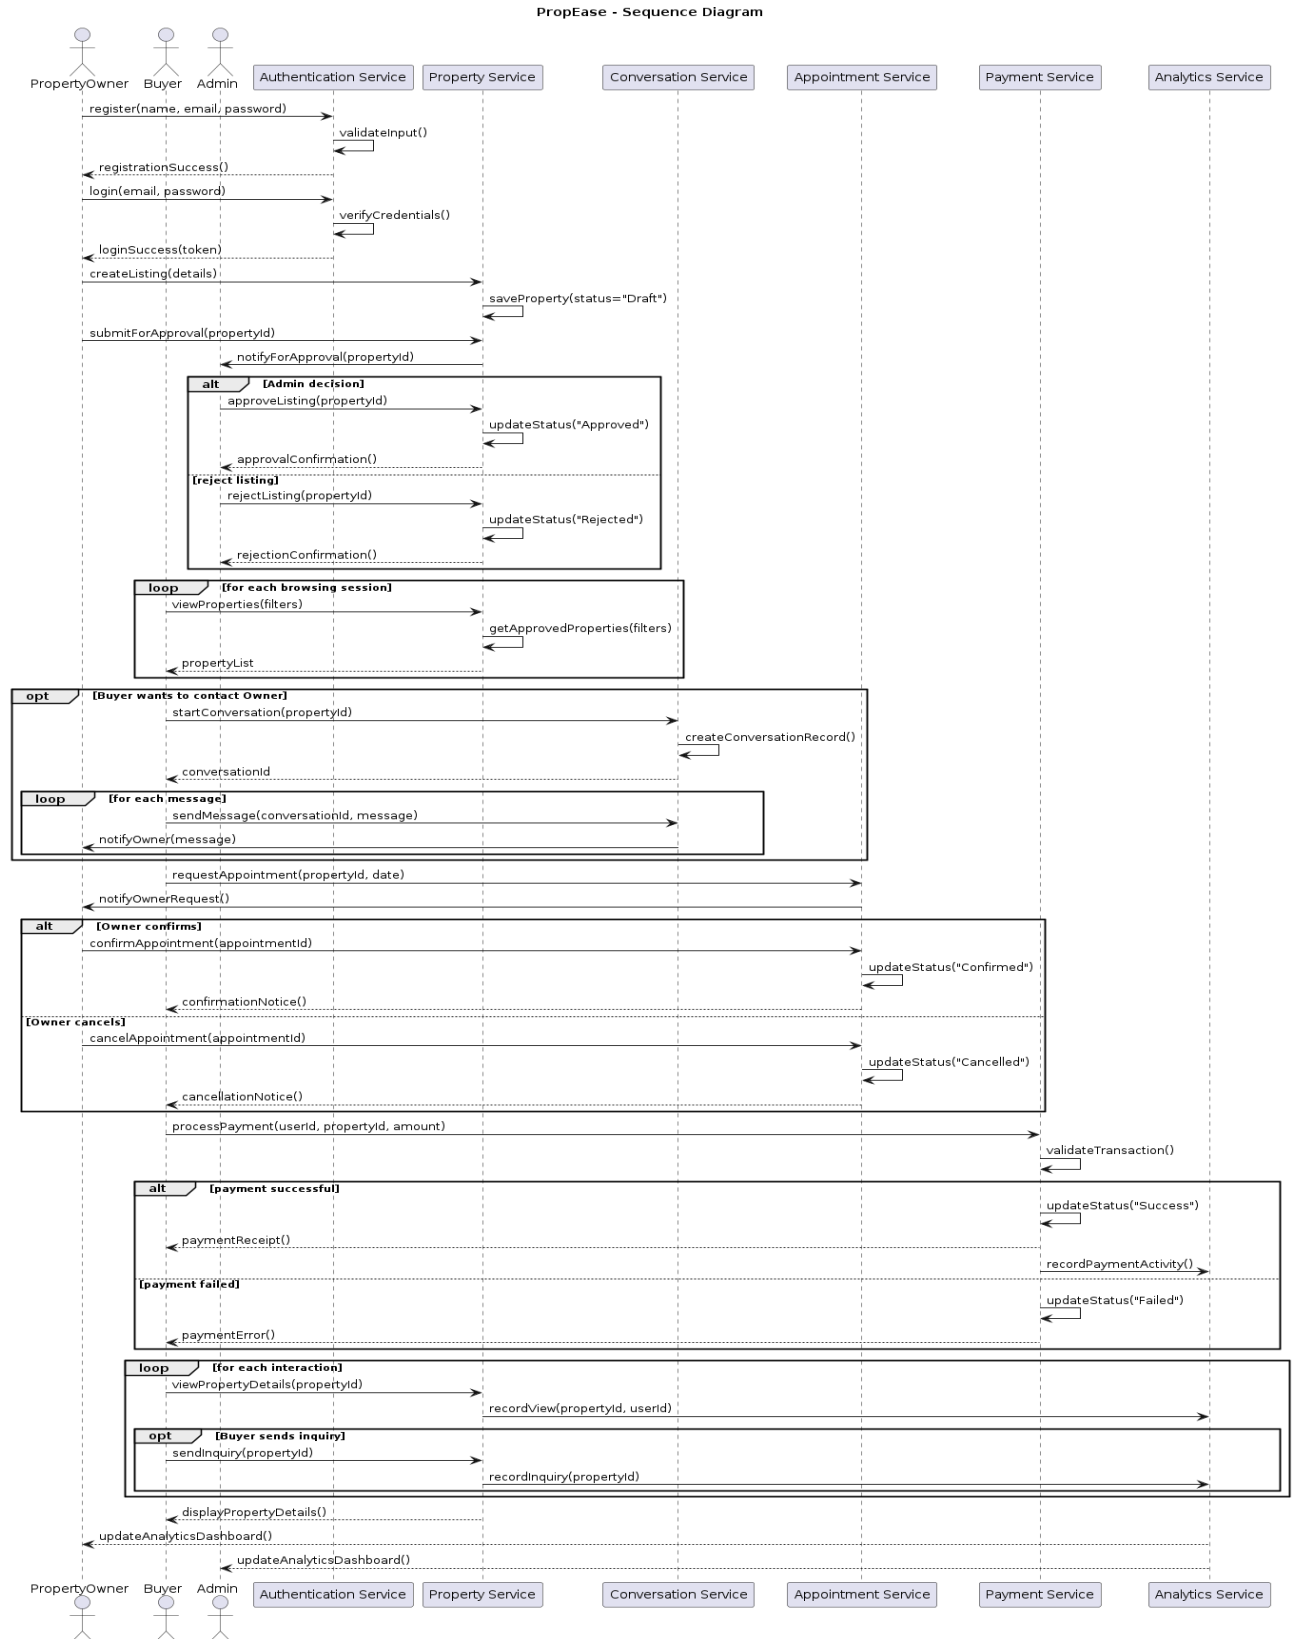 PropEase - Sequence Diagram
PropertyOwner Buyer Admin Authentication Service Property Service Conversation Service Appointment Service Payment Service Analytics Service
register(name, email, password)
validateInput()
registrationSuccess()
login(email, password)
verifyCredentials()
loginSuccess(token)
createListing(details)
saveProperty(status="Draft")
submitForApproval(propertyId)
notifyForApproval(propertyId)
alt [Admin decision]
approveListing(propertyId)
updateStatus("Approved")
approvalConfirmation()
[reject listing]
rejectListing(propertyId)
updateStatus("Rejected")
rejectionConfirmation()
loop [for each browsing session]
viewProperties(filters)
getApprovedProperties(filters)
propertyList
opt [Buyer wants to contact Owner]
startConversation(propertyId)
createConversationRecord()
conversationId
loop [for each message]
sendMessage(conversationId, message)
notifyOwner(message)
requestAppointment(propertyId, date)
notifyOwnerRequest()
alt [Owner confirms]
confirmAppointment(appointmentId)
updateStatus("Confirmed")
confirmationNotice()
[Owner cancels]
cancelAppointment(appointmentId)
updateStatus("Cancelled")
cancellationNotice()
processPayment(userId, propertyId, amount)
validateTransaction()
alt [payment successful]
updateStatus("Success")
paymentReceipt()
recordPaymentActivity()
[payment failed]
updateStatus("Failed")
paymentError()
loop [for each interaction]
viewPropertyDetails(propertyId)
recordView(propertyId, userId)
opt [Buyer sends inquiry]
sendInquiry(propertyId)
recordInquiry(propertyId)
displayPropertyDetails()
updateAnalyticsDashboard()
updateAnalyticsDashboard()
PropertyOwner Buyer Admin Authentication Service Property Service Conversation Service Appointment Service Payment Service Analytics Service